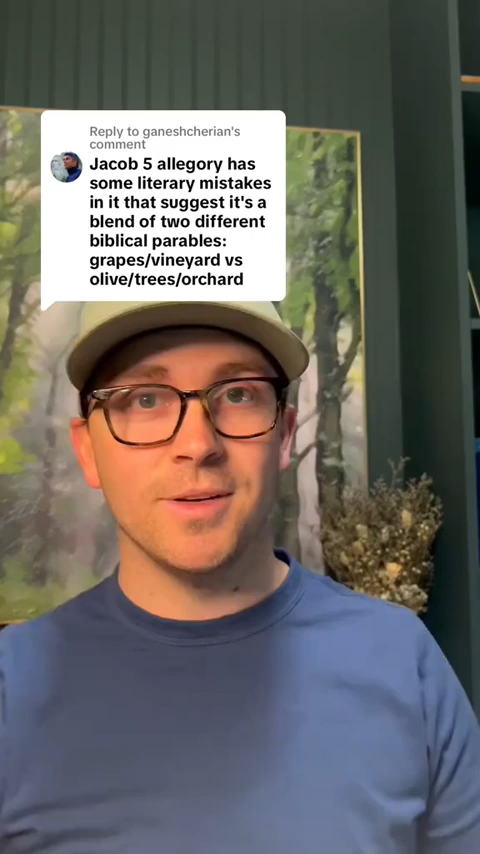 Reply to ganeshcherian's
comment
Jacob 5 allegory has
some literary mistakes
in it that suggest it's a
blend of two different
biblical parables:
grapes/vineyard vs
olive/trees/orchard